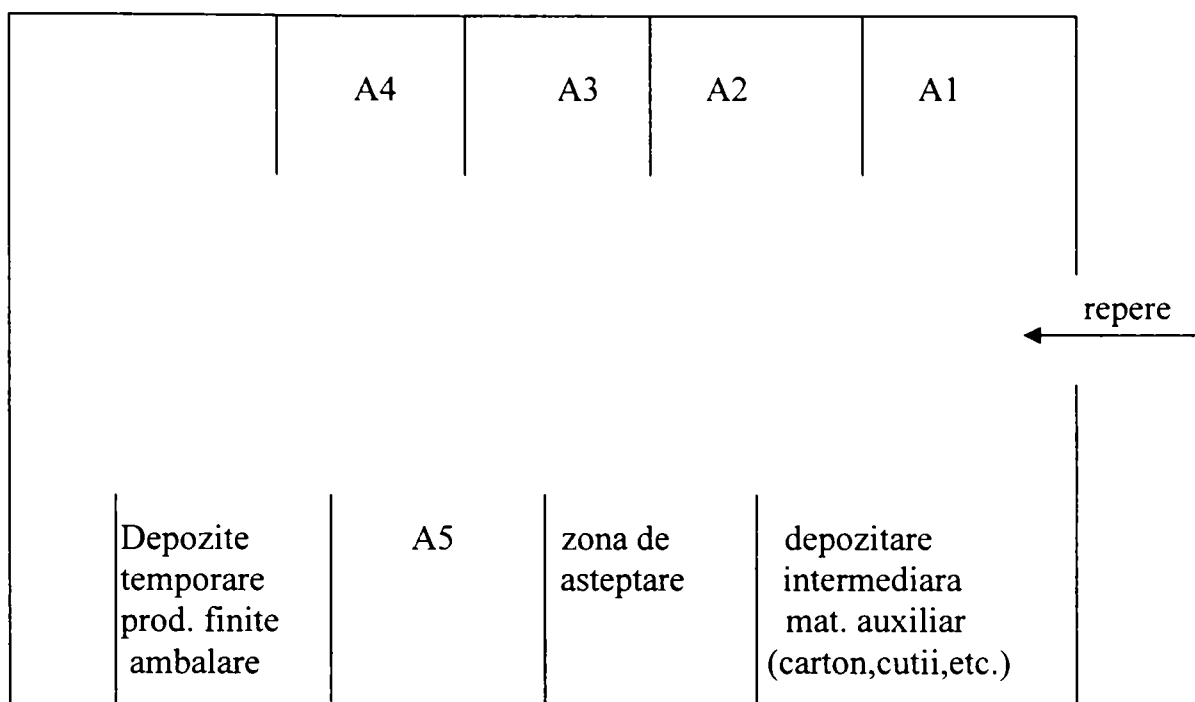 A4
A3
A2
A1
repere
Depozite
temporare
prod. finite
ambalare
A5
zona de
asteptare
depozitare
intermediara
mat. auxiliar
(carton,cutii,etc.)